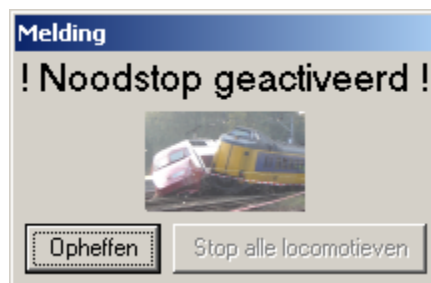 Melding
! Noodstop geactiveerd !
Opheffen
Stop alle locomotieven